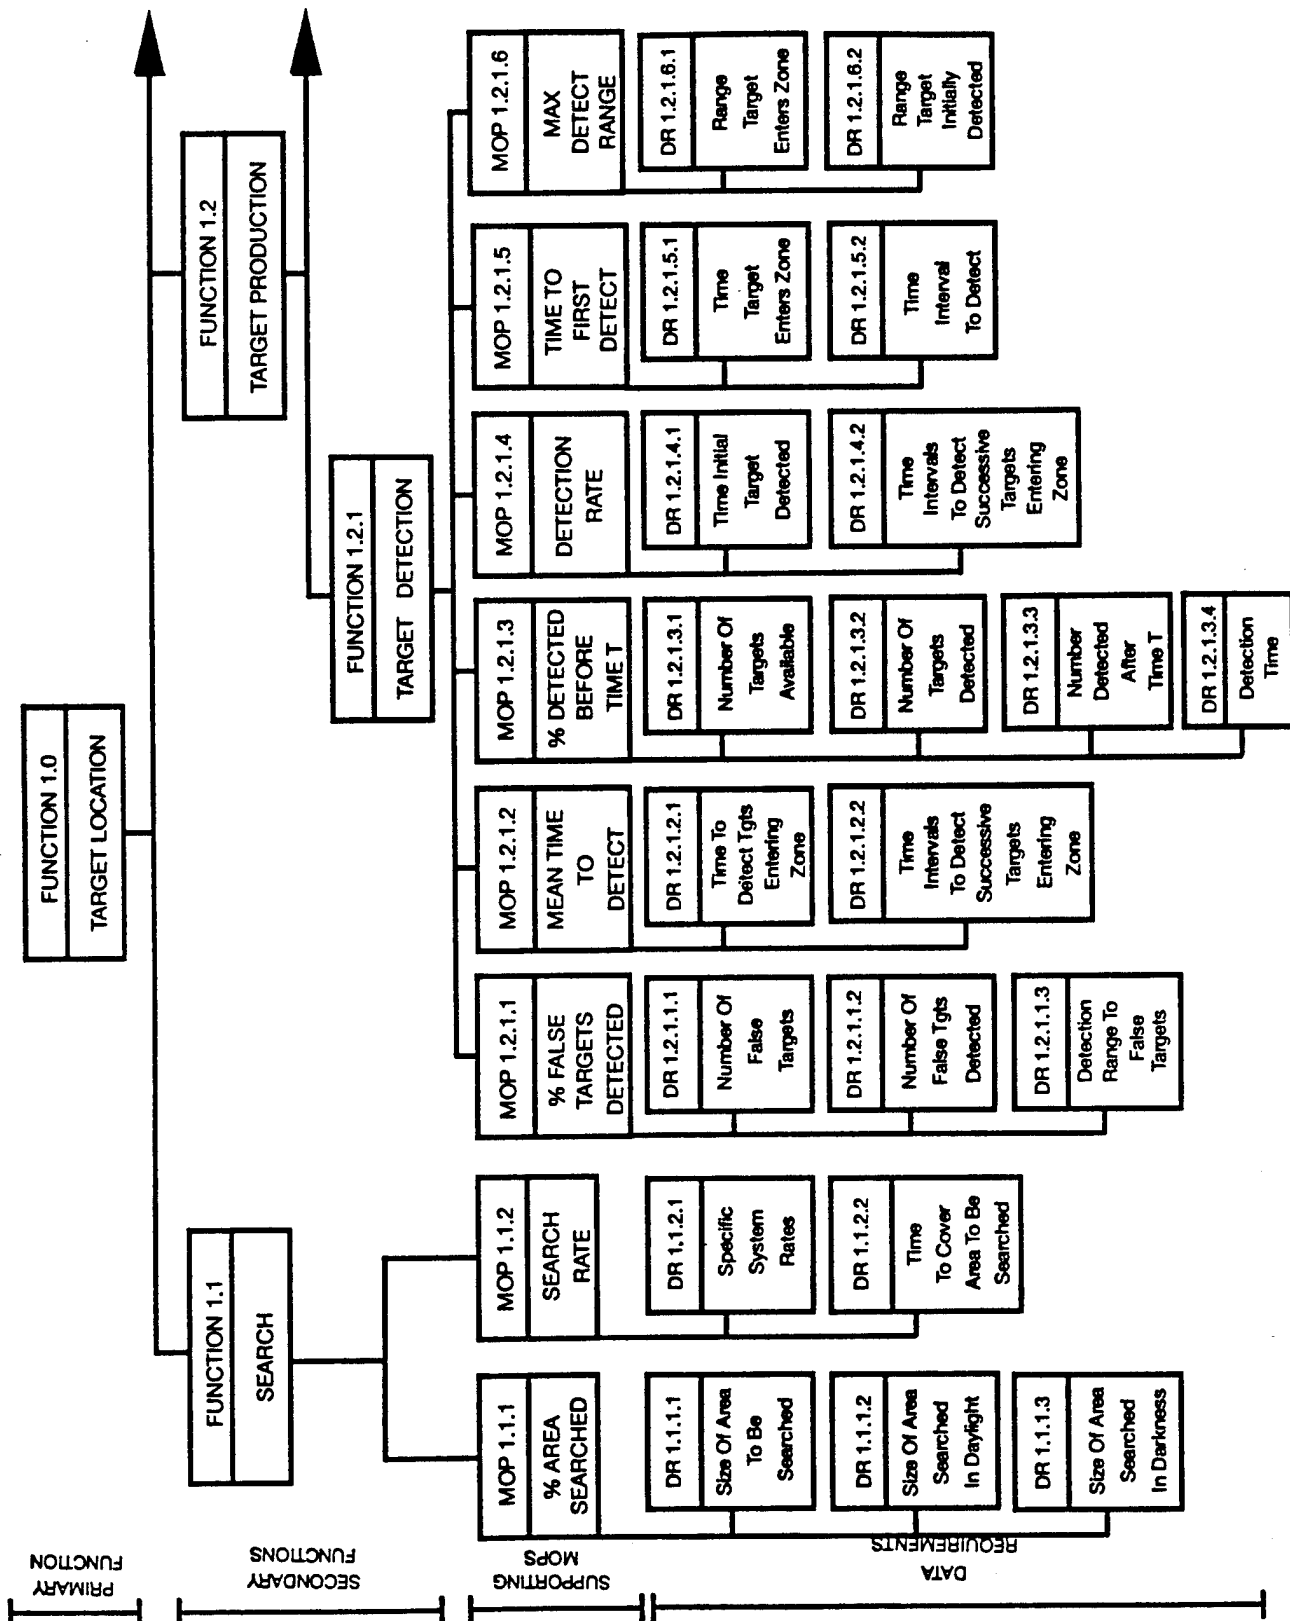 PRIMARY
FUNCTION
SECONDARY
FUNCTIONS
SUPPORTING
MOPS
DATA
REQUIREMENTS
FUNCTION 1.0
TARGET LOCATION
FUNCTION 1.1
SEARCH
FUNCTION 1.2
TARGET PRODUCTION
FUNCTION 1.2.1
TARGET DETECTION
MOP 1.1.1
% AREA
SEARCHED
DR 1.1.1.1
Size Of Area
To Be
Searched
DR 1.1.1.2
Size Of Area
Searched
In Daylight
DR 1.1.1.3
Size Of Area
Searched
In Darkness
MOP 1.1.2
SEARCH
RATE
DR 1.1.2.1
Specific
System
Rates
DR 1.1.2.2
Time
To Cover
Area To Be
Searched
MOP 1.2.1.1
% FALSE
TARGETS
DETECTED
DR 1.2.1.1.1
Number Of
False
Targets
DR 1.2.1.1.2
Number Of
False Tgts
Detected
DR 1.2.1.1.3
Detection
Range To
False
Targets
MOP 1.2.1.2
MEAN TIME
TO
DETECT
DR 1.2.1.2.1
Time To
Detect Tgts
Entering
Zone
DR 1.2.1.2.2
Time
Intervals
To Detect
Successive
Targets
Entering
Zone
MOP 1.2.1.3
% DETECTED
BEFORE
TIME T
DR 1.2.1.3.1
Number Of
Targets
Available
DR 1.2.1.3.2
Number Of
Targets
Detected
DR 1.2.1.3.3
Number
Detected
After
Time T
DR 1.2.1.3.4
Detection
Time
MOP 1.2.1.4
DETECTION
RATE
DR 1.2.1.4.1
Time Initial
Target
Detected
DR 1.2.1.4.2
Time
Intervals
To Detect
Successive
Targets
Entering
Zone
MOP 1.2.1.5
TIME TO
FIRST
DETECT
DR 1.2.1.5.1
Time
Target
Enters Zone
DR 1.2.1.5.2
Time
Interval
To Detect
MOP 1.2.1.6
MAX
DETECT
RANGE
DR 1.2.1.6.1
Range
Target
Enters Zone
DR 1.2.1.6.2
Range
Target
Initially
Detected